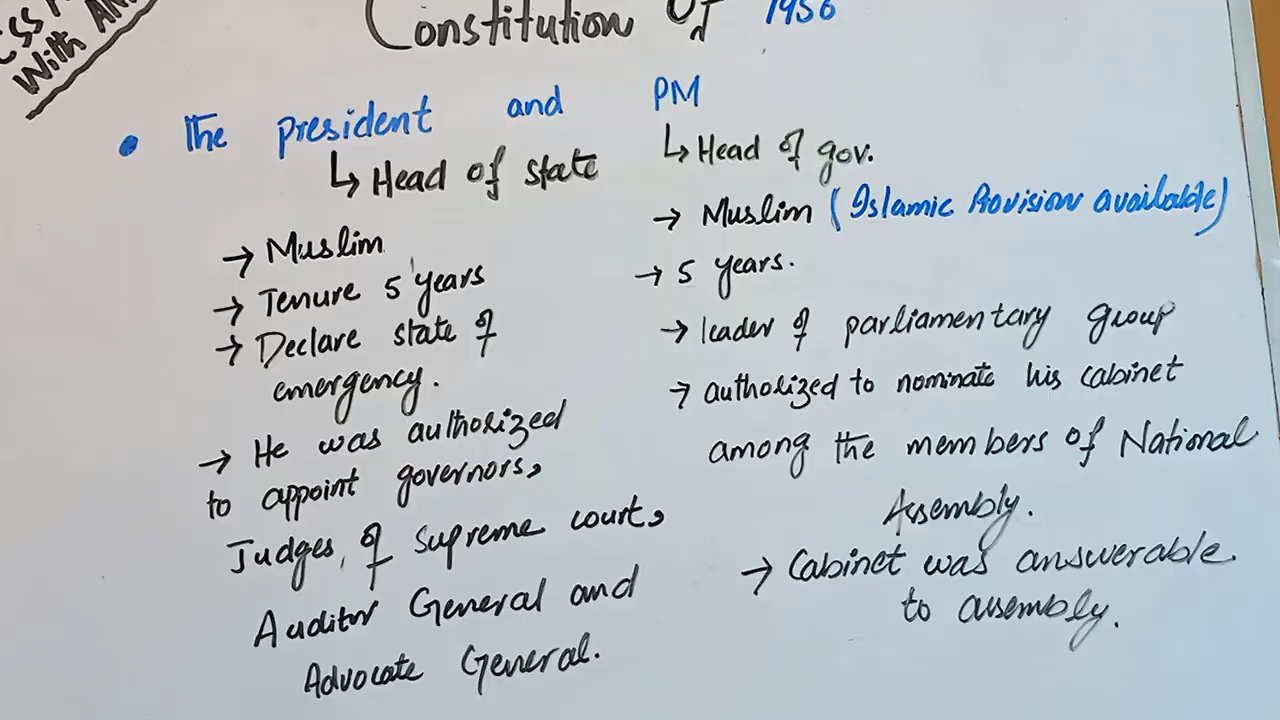 CSS
With
Constitution Of 1956
• The president and PM
↳ Head of state
→ Muslim
→ Tenure 5 years
→ Declare state of
emergency.
→ He was authorized
to appoint governors,
Judges, of supreme court,
Auditor General and
Advocate General.
↳ Head of gov.
→ Muslim (Islamic Provision available)
→ 5 years.
→ leader of parliamentary group
→ authorized to nominate his cabinet
among the members of National
Assembly.
→ Cabinet was answerable
to assembly.